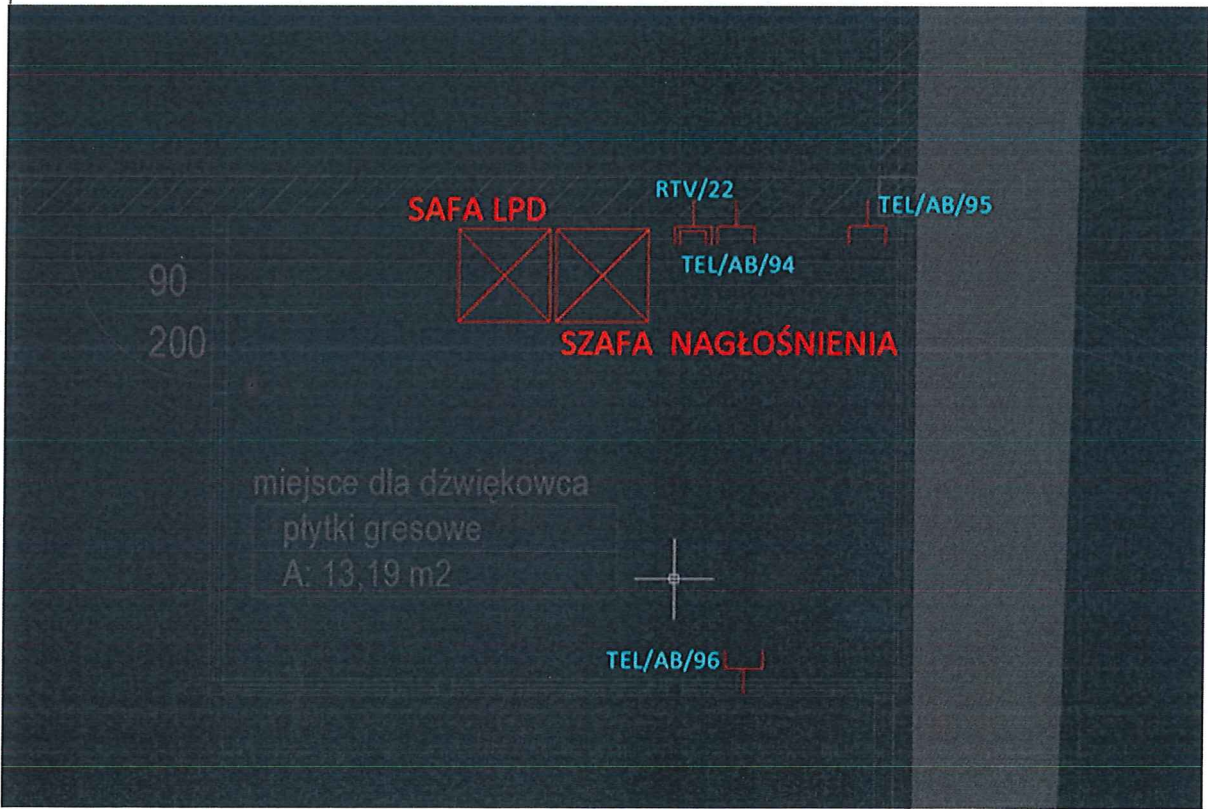 RTV/22
SAFA LPD
TEL/AB/95
TEL/AB/94
90
200
SZAFA NAGŁOŚNIENIA
miejsce dla dźwiękowca
płytki gresowe
A: 13,19 m2
TEL/AB/96